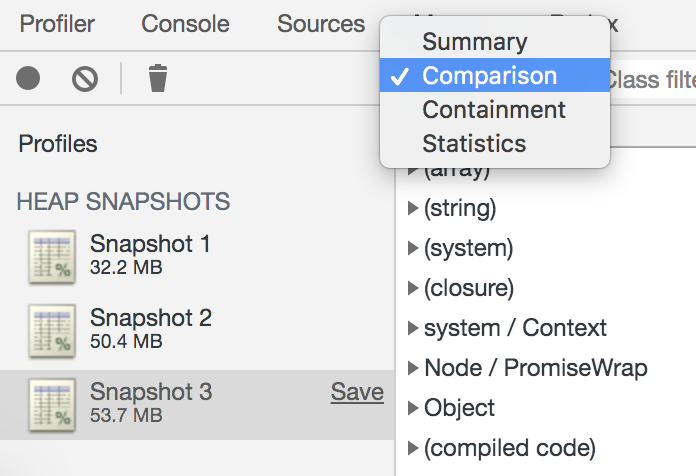 Profiler Console Sources
Summary
Comparison
Containment
Statistics
Class filte
Profiles
HEAP SNAPSHOTS
Snapshot 1
32.2 MB
Snapshot 2
50.4 MB
Snapshot 3 Save
53.7 MB
(array)
(string)
(system)
(closure)
system / Context
Node / PromiseWrap
Object
(compiled code)